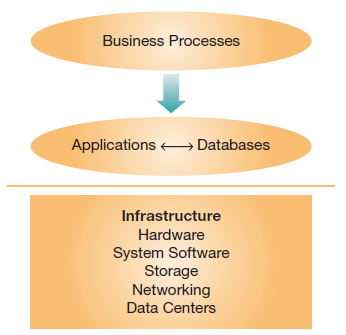 Business Processes
Applications ⟷ Databases
Infrastructure
Hardware
System Software
Storage
Networking
Data Centers